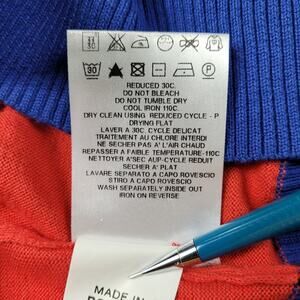 REDUCED 30C.
DO NOT BLEACH
DO NOT TUMBLE DRY
COOL IRON 110C.
DRY CLEAN USING REDUCED CYCLE - P
DRYING FLAT
LAVER A 30C. CYCLE DELICAT
TRAITEMENT AU CHLORE INTERDI
NE SECHER PAS A'L AIR CHAUD
REPASSER A FAIBLE TEMPERATURE-110C
NETTOYER A'SEC AUP-CYCLE REDUIT
SECHER A' PLAT
LAVARE SEPARATO A CAPO ROVESCIO
STIRO A CAPO ROVESCIO
WASH SEPARATELY INSIDE OUT
IRON ON REVERSE
MADE IN